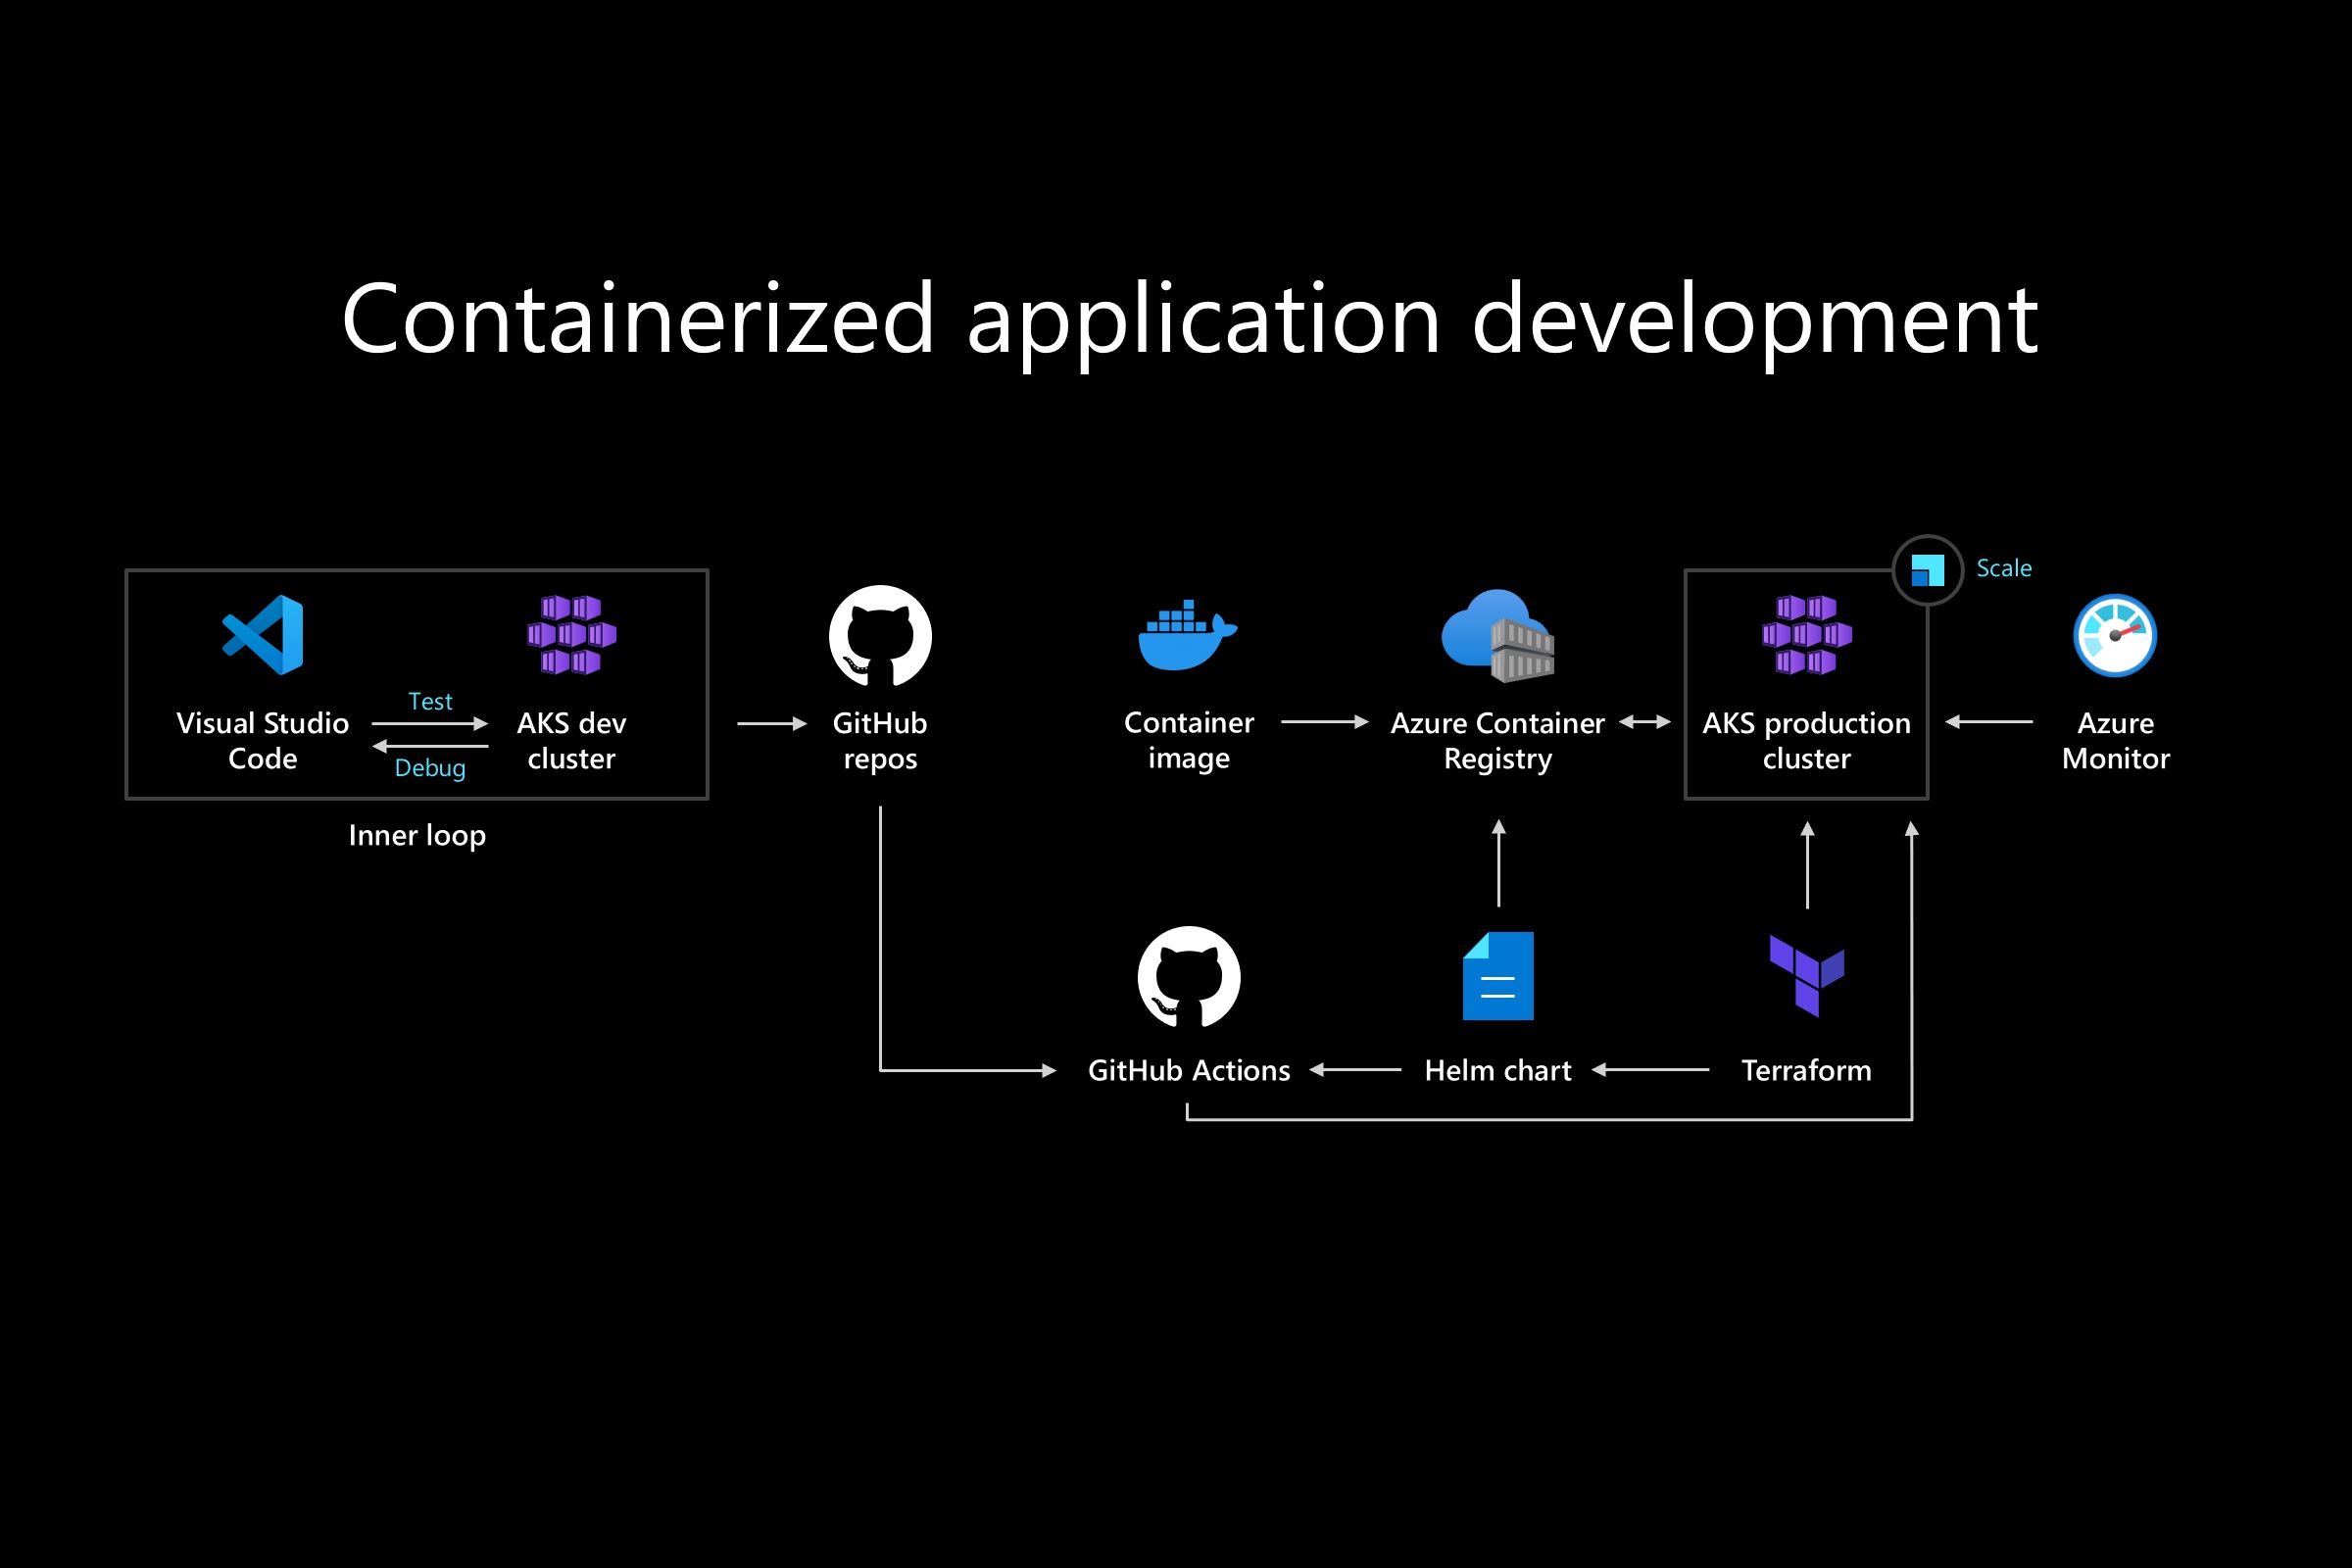 Containerized application development
Scale
Test
Visual Studio
Code
AKS dev
cluster
Debug
Inner loop
GitHub
repos
Container
image
Azure Container
Registry
AKS production
cluster
Azure
Monitor
GitHub Actions
Helm chart
Terraform